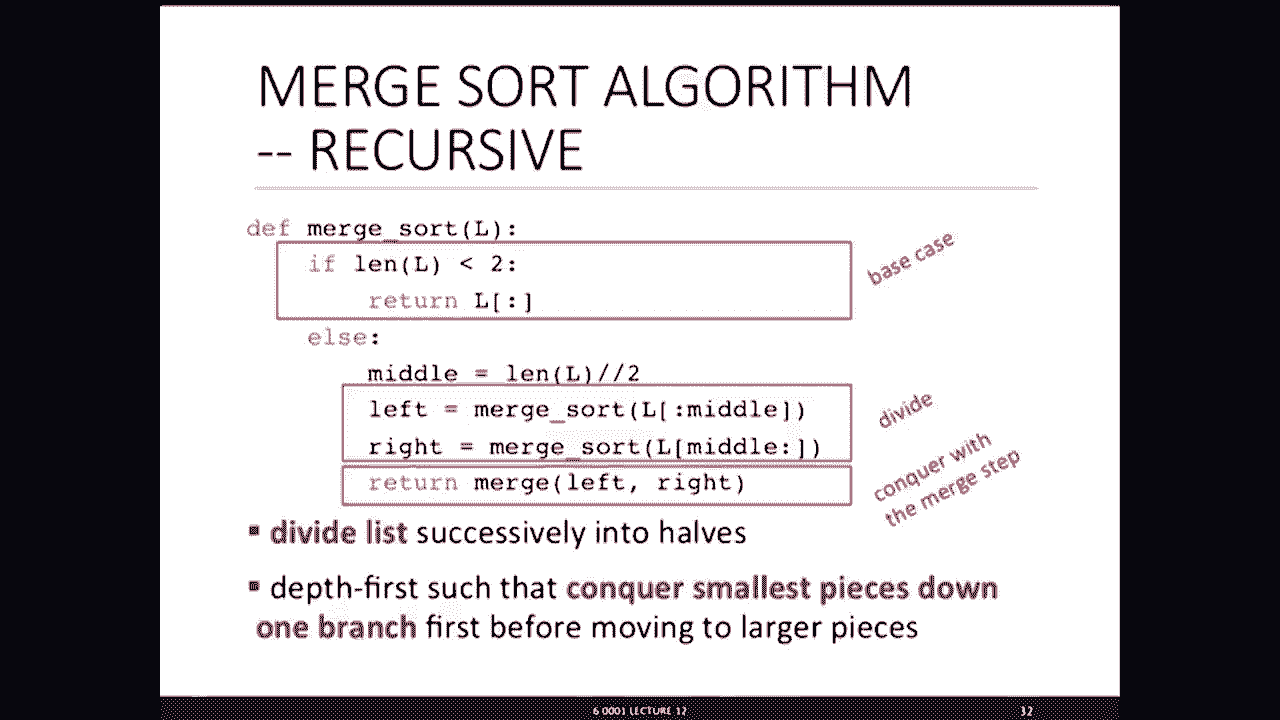 MERGE SORT ALGORITHM
-- RECURSIVE
def merge_sort(L):
if len(L) < 2:
return L[:]
base case
else:
middle = len(L)//2
left = merge_sort(L[:middle])
right = merge_sort(L[middle:])
divide
return merge(left, right)
conquer with
the merge step
▪ divide list successively into halves
▪ depth-first such that conquer smallest pieces down
one branch first before moving to larger pieces
6.0001 LECTURE 12
32